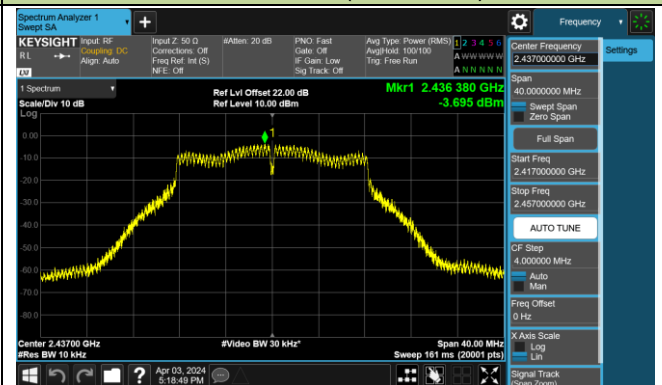 Spectrum Analyzer 1
Swept SA
Frequency
KEYSIGHT
Input: RF
Input Z: 50 Ω
#Atten: 20 dB
PNO: Fast
Avg Type: Power (RMS)
1 2 3 4 5 6
R L
Coupling: DC
Corrections: Off
Gate: Off
Avg|Hold: 100/100
A W W W W W
Align: Auto
Freq Ref: Int (S)
IF Gain: Low
Trig: Free Run
NFE: Off
Sig Track: Off
A N N N N N
LXI
1 Spectrum
Ref Lvl Offset 22.00 dB
Mkr1 2.436 380 GHz
Scale/Div 10 dB
Ref Level 10.00 dBm
-3.695 dBm
Log
1
0.00
-10.0
-20.0
-30.0
-40.0
-50.0
-60.0
-70.0
-80.0
Center 2.43700 GHz
#Video BW 30 kHz*
Span 40.00 MHz
#Res BW 10 kHz
Sweep 161 ms (20001 pts)
?
Apr 03, 2024
5:18:49 PM
Center Frequency
2.437000000 GHz
Settings
Span
40.0000000 MHz
Swept Span
Zero Span
Full Span
Start Freq
2.417000000 GHz
Stop Freq
2.457000000 GHz
AUTO TUNE
CF Step
4.000000 MHz
Auto
Man
Freq Offset
0 Hz
X Axis Scale
Log
Lin
Signal Track
(Span Zoom)